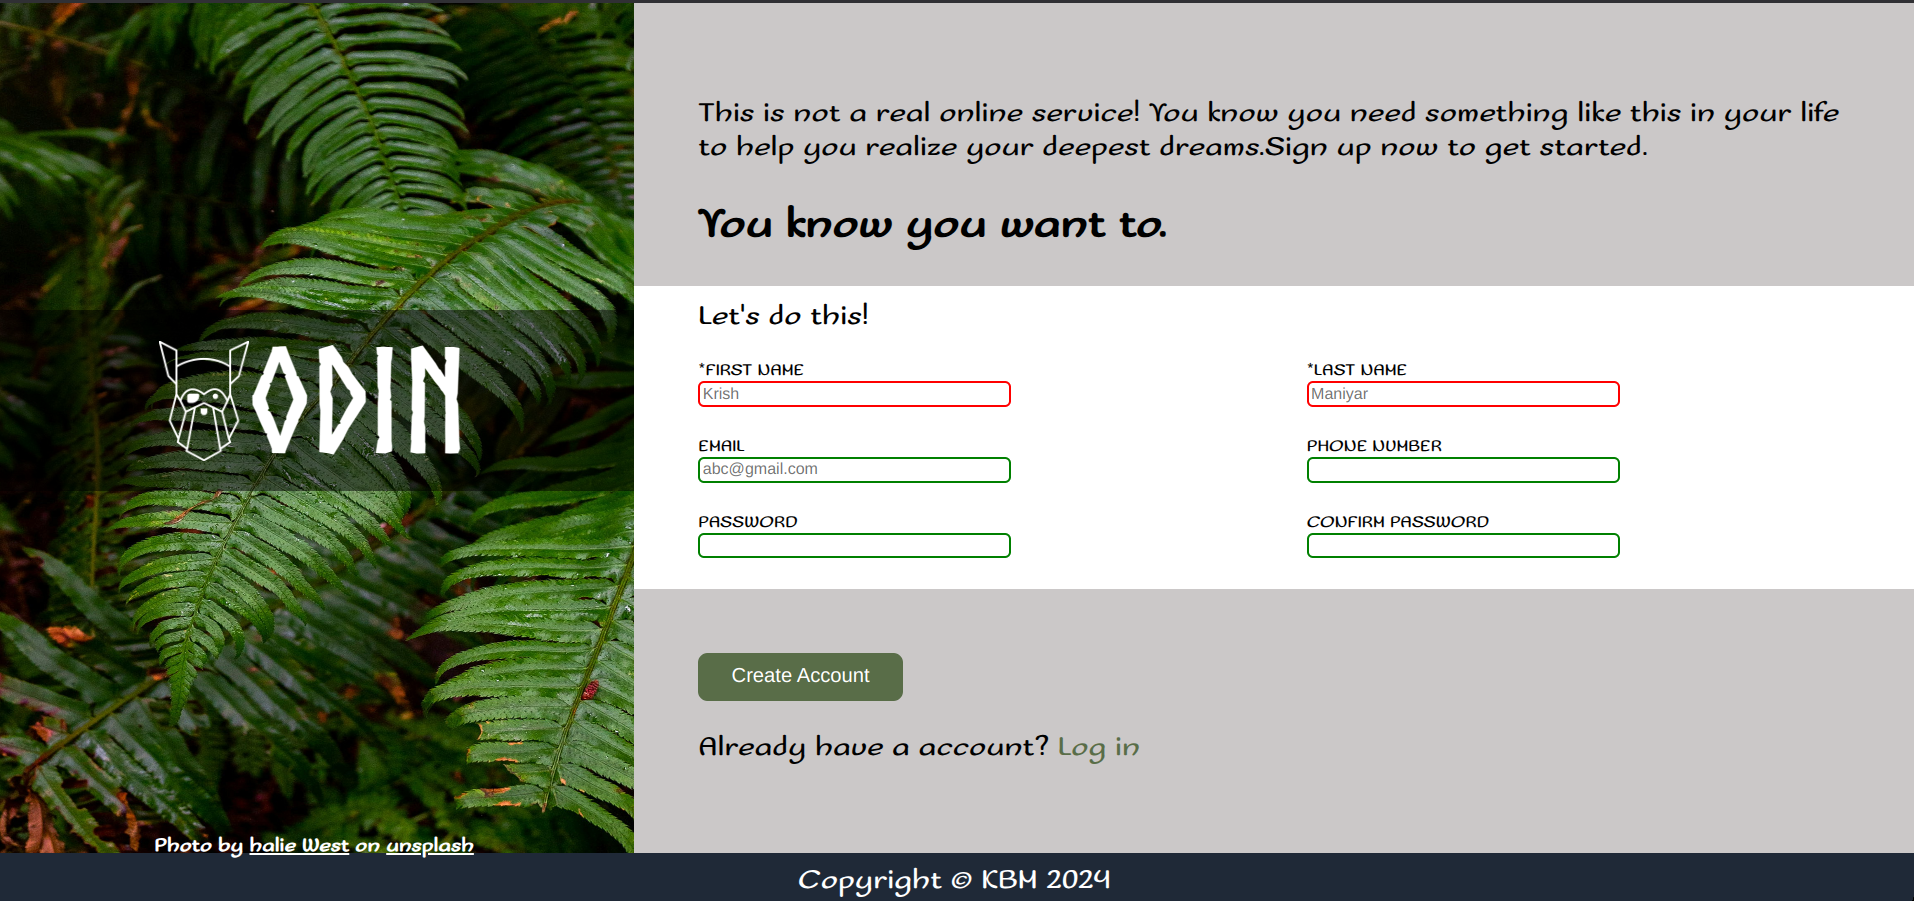 This is not a real online service! You know you need something like this in your life
to help you realize your deepest dreams.Sign up now to get started.
You know you want to.
Let's do this!
*FIRST NAME
*LAST NAME
Krish
Maniyar
EMAIL
PHONE NUMBER
abc@gmail.com
PASSWORD
CONFIRM PASSWORD
ODIN
Create Account
Already have a account? Log in
Photo by halie West on unsplash
Copyright © KBM 2024